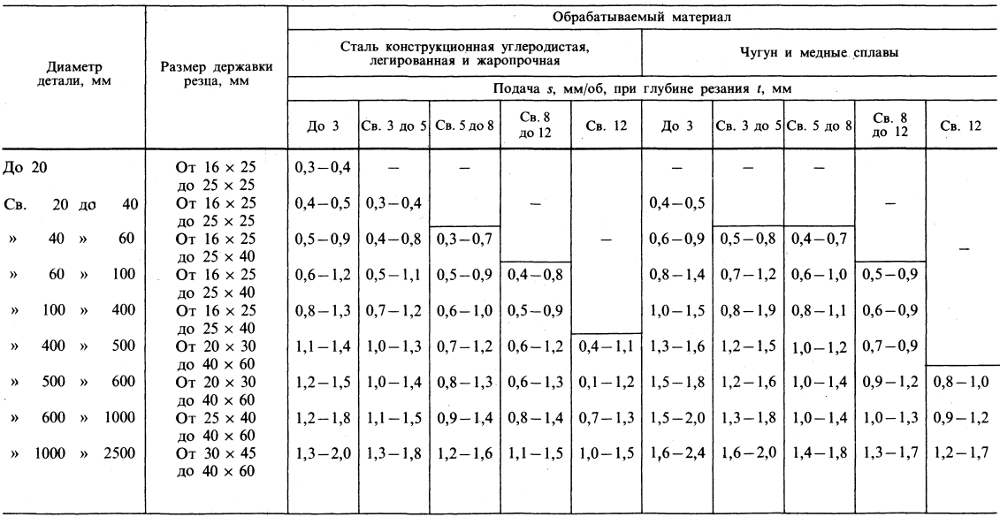 Диаметр детали, мм
Размер державки резца, мм
Обрабатываемый материал
Сталь конструкционная углеродистая, легированная и жаропрочная
Чугун и медные сплавы
Подача s, мм/об, при глубине резания t, мм
До 3 Св. 3 до 5 Св. 5 до 8 Св. 8 до 12 Св. 12 До 3 Св. 3 до 5 Св. 5 до 8 Св. 8 до 12 Св. 12
До 20 От 16 × 25 0,3—0,4 — — — —
до 25 × 25
Св. 20 до 40 От 16 × 25 0,4—0,5 0,3—0,4 — 0,4—0,5 —
до 25 × 25
» 40 » 60 От 16 × 25 0,5—0,9 0,4—0,8 0,3—0,7 — 0,6—0,9 0,5—0,8 0,4—0,7 —
до 25 × 40
» 60 » 100 От 16 × 25 0,6—1,2 0,5—1,1 0,5—0,9 0,4—0,8 0,8—1,4 0,7—1,2 0,6—1,0 0,5—0,9
до 25 × 40
» 100 » 400 От 16 × 25 0,8—1,3 0,7—1,2 0,6—1,0 0,5—0,9 1,0—1,5 0,8—1,9 0,8—1,1 0,6—0,9
до 25 × 40
» 400 » 500 От 20 × 30 1,1—1,4 1,0—1,3 0,7—1,2 0,6—1,2 0,4—1,1 1,3—1,6 1,2—1,5 1,0—1,2 0,7—0,9
до 40 × 60
» 500 » 600 От 20 × 30 1,2—1,5 1,0—1,4 0,8—1,3 0,6—1,3 0,1—1,2 1,5—1,8 1,2—1,6 1,0—1,4 0,9—1,2 0,8—1,0
до 40 × 60
» 600 » 1000 От 25 × 40 1,2—1,8 1,1—1,5 0,9—1,4 0,8—1,4 0,7—1,3 1,5—2,0 1,3—1,8 1,0—1,4 1,0—1,3 0,9—1,2
до 40 × 60
» 1000 » 2500 От 30 × 45 1,3—2,0 1,3—1,8 1,2—1,6 1,1—1,5 1,0—1,5 1,6—2,4 1,6—2,0 1,4—1,8 1,3—1,7 1,2—1,7
до 40 × 60